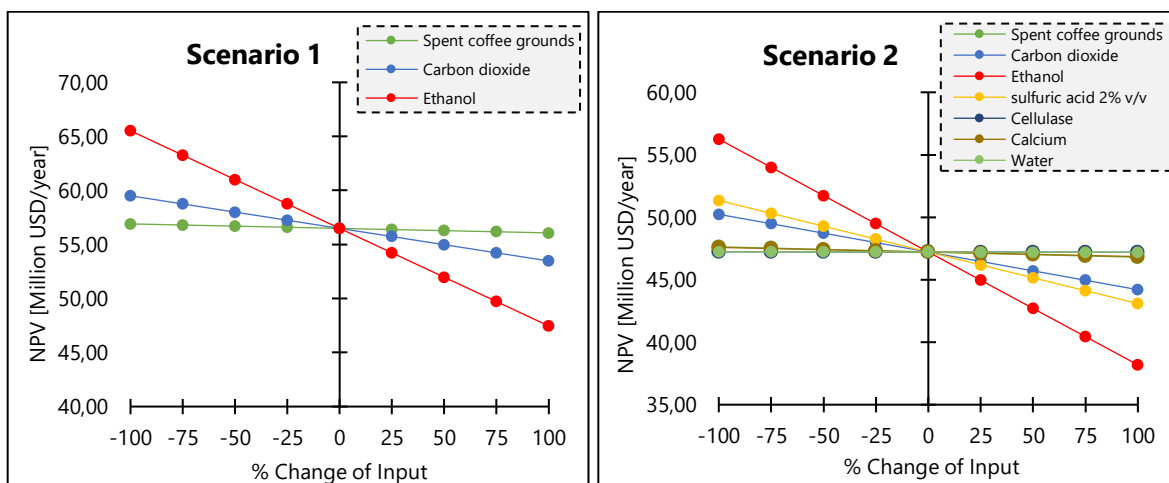 Scenario 1
Spent coffee grounds
Carbon dioxide
Ethanol
NPV [Million USD/year]
70,00
65,00
60,00
55,00
50,00
45,00
40,00
-100 -75 -50 -25 0 25 50 75 100
% Change of Input
Scenario 2
Spent coffee grounds
Carbon dioxide
Ethanol
sulfuric acid 2% v/v
Cellulase
Calcium
Water
NPV [Million USD/year]
60,00
55,00
50,00
45,00
40,00
35,00
-100 -75 -50 -25 0 25 50 75 100
% Change of Input